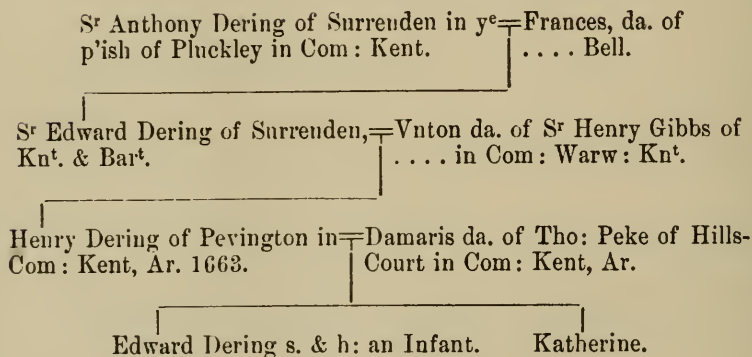 Sʳ Anthony Dering of Surrenden in yᵉ Frances, da. of
p'ish of Pluckley in Com: Kent. .... Bell.
Sʳ Edward Dering of Surrenden, Vnton da. of Sʳ Henry Gibbs of
Knᵗ. & Barᵗ. .... in Com: Warw: Knᵗ.
Henry Dering of Pevington in Damaris da. of Tho: Peke of Hills-
Com: Kent, Ar. 1663. Court in Com: Kent, Ar.
Edward Dering s. & h: an Infant. Katherine.